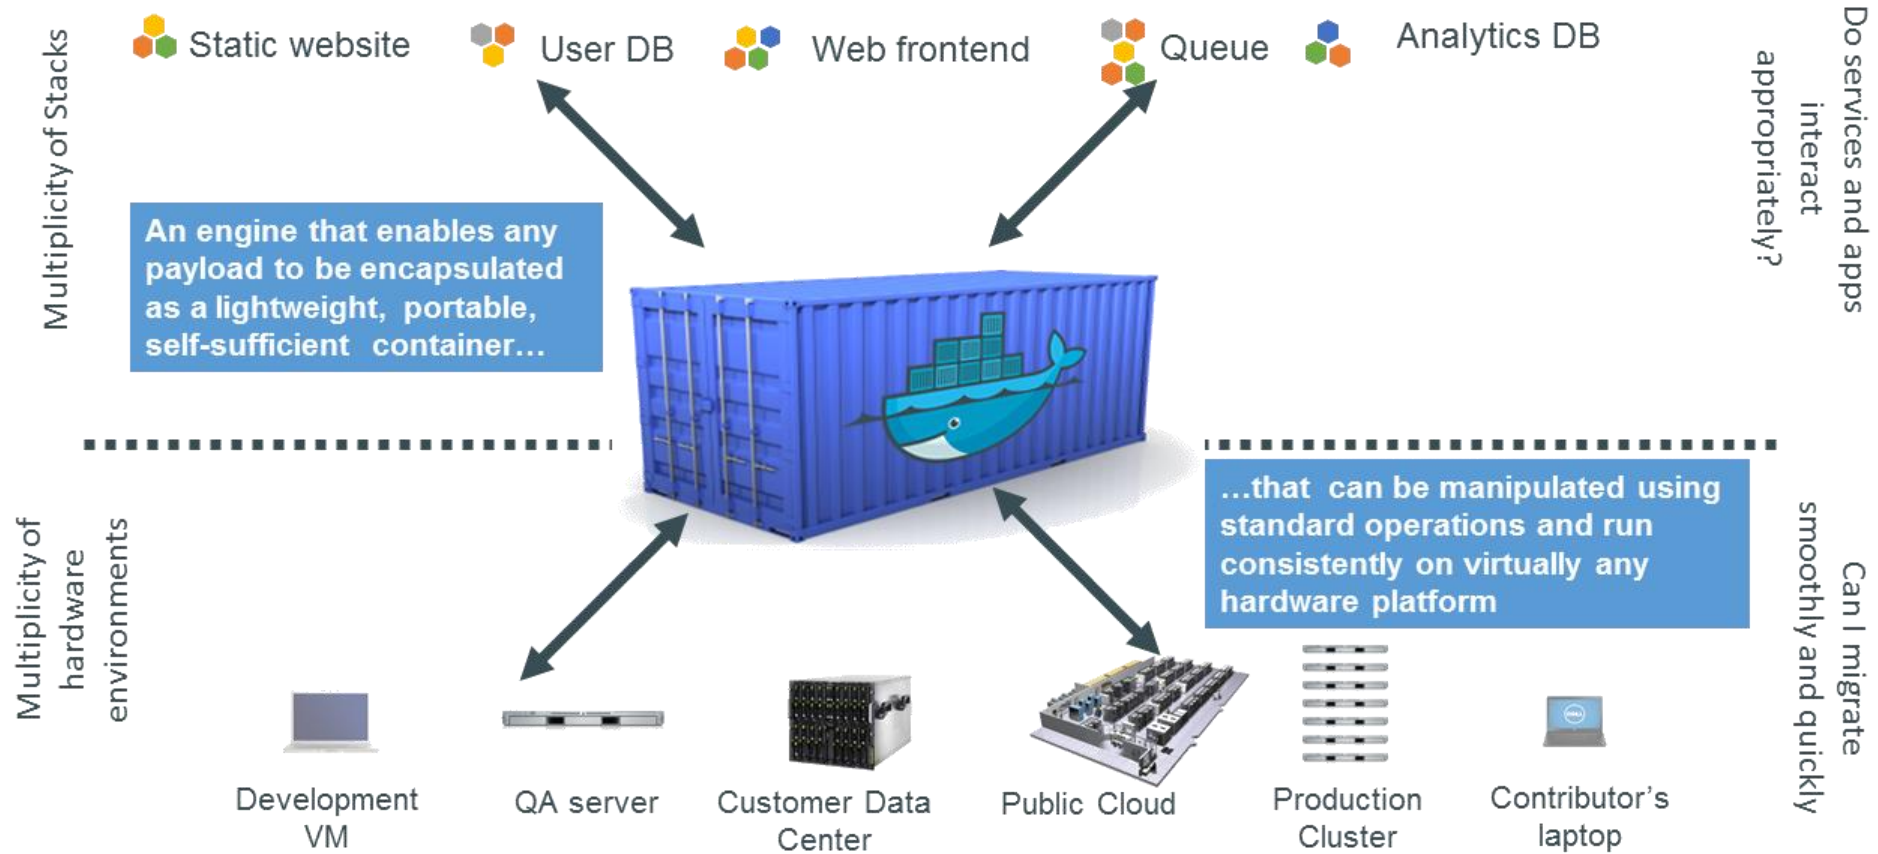 Static website
User DB
Web frontend
Queue
Analytics DB
Multiplicity of Stacks
Do services and apps
interact
appropriately?
An engine that enables any
payload to be encapsulated
as a lightweight, portable,
self-sufficient container…
…that can be manipulated using
standard operations and run
consistently on virtually any
hardware platform
Multiplicity of
hardware
environments
Can I migrate
smoothly and quickly
DELL
Development
VM
QA server
Customer Data
Center
Public Cloud
Production
Cluster
Contributor’s
laptop